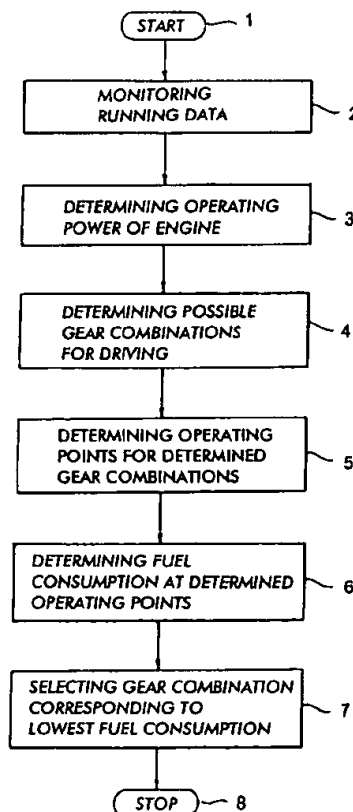 START 1
MONITORING
RUNNING DATA
2
DETERMINING OPERATING
POWER OF ENGINE
3
DETERMINING POSSIBLE
GEAR COMBINATIONS
FOR DRIVING
4
DETERMINING OPERATING
POINTS FOR DETERMINED
GEAR COMBINATIONS
5
DETERMINING FUEL
CONSUMPTION AT DETERMINED
OPERATING POINTS
6
SELECTING GEAR COMBINATION
CORRESPONDING TO
LOWEST FUEL CONSUMPTION
7
STOP 8